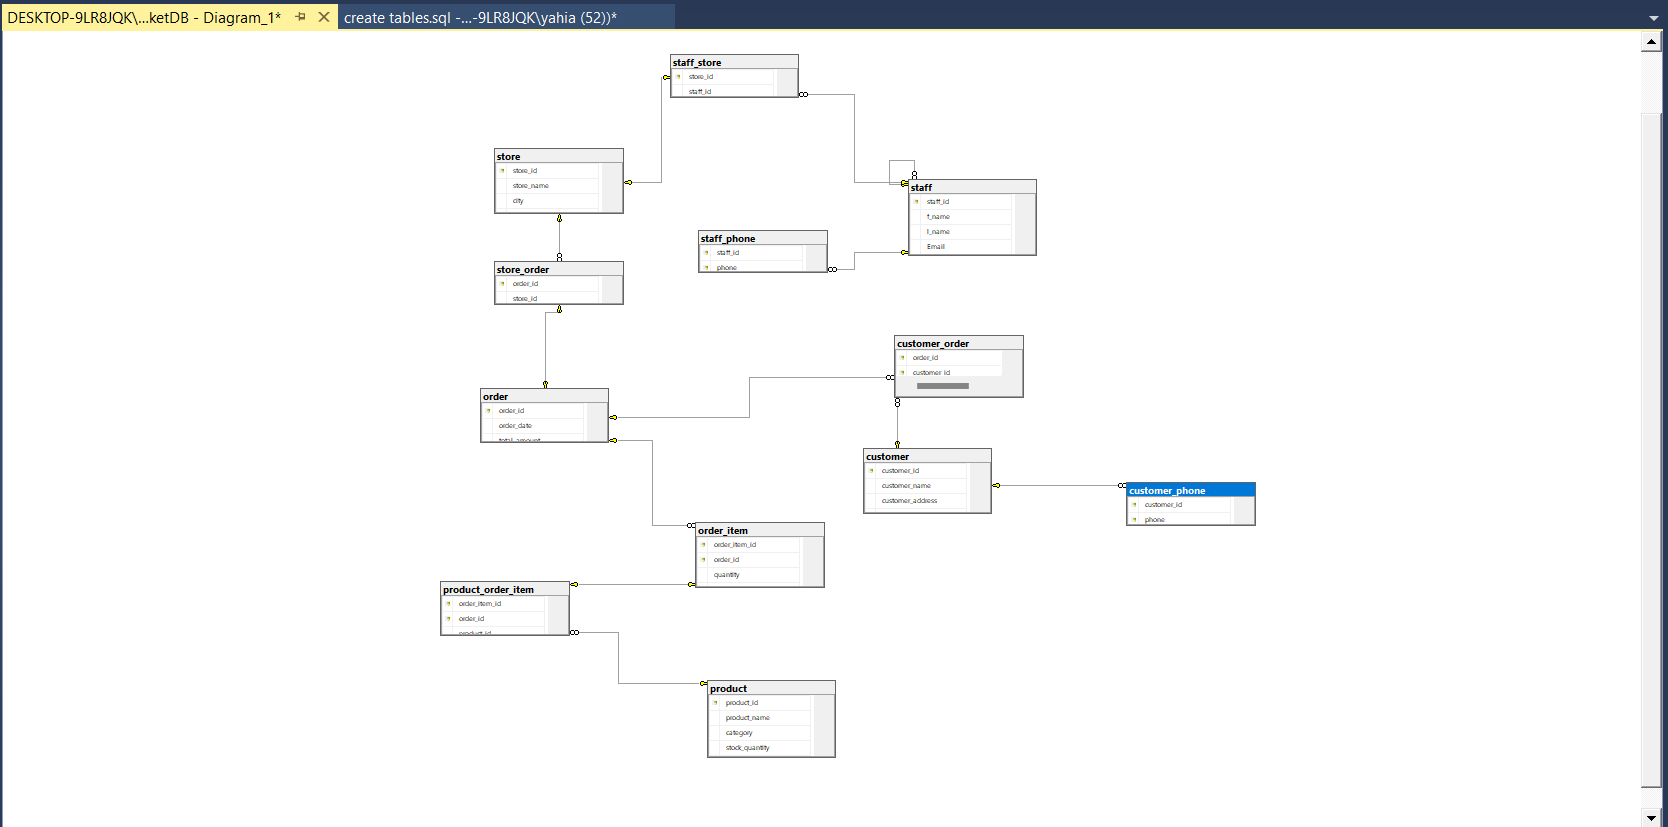 DESKTOP-9LR8JQK\...ketDB - Diagram_1*
create tables.sql -...-9LR8JQK\yahia (52))*
staff_store
store_id
staff_id
store
store_id
store_name
city
staff
staff_id
f_name
l_name
Email
staff_phone
staff_id
phone
store_order
order_id
store_id
customer_order
order_id
customer_id
order
order_id
order_date
total_amount
customer
customer_id
customer_name
customer_address
customer_phone
customer_id
phone
order_item
order_item_id
order_id
quantity
product_order_item
order_item_id
order_id
product_id
product
product_id
product_name
category
stock_quantity